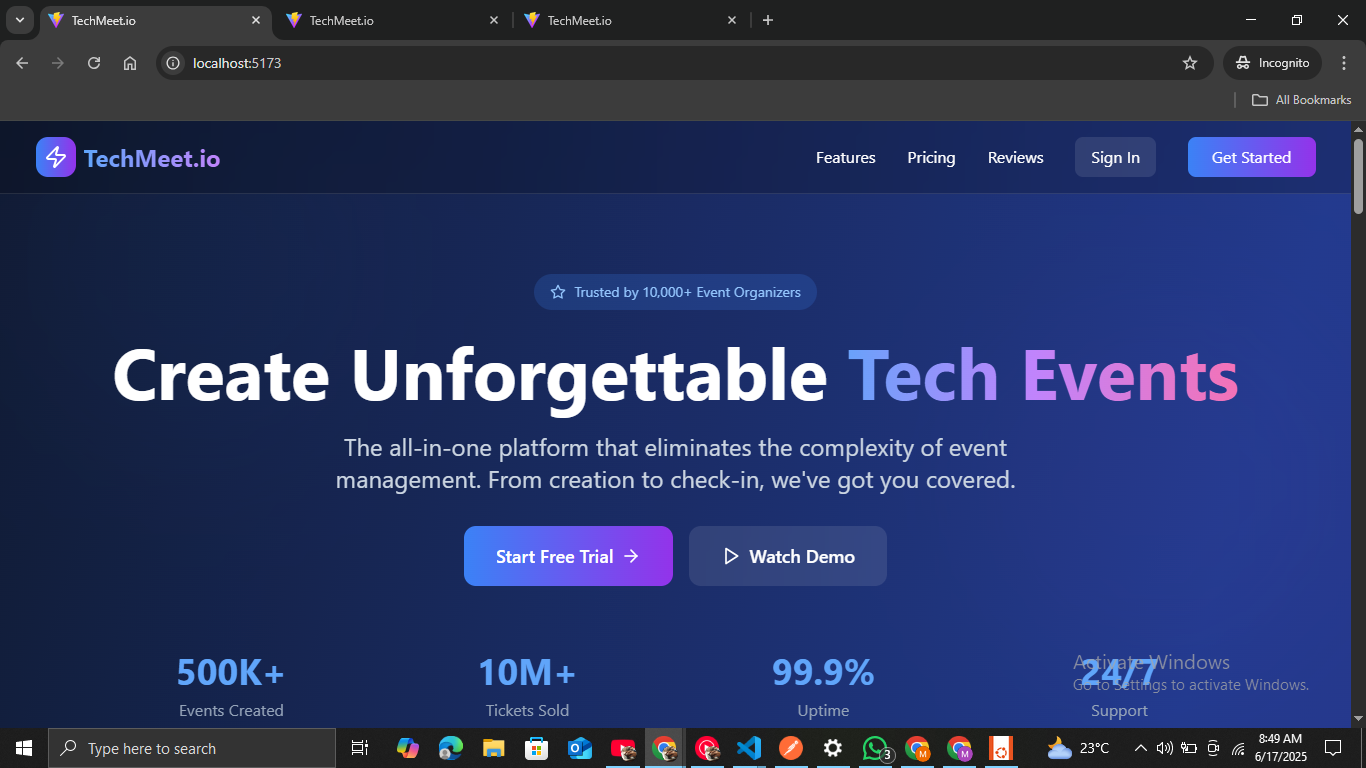 TechMeet.io
TechMeet.io
TechMeet.io
localhost:5173
Incognito
All Bookmarks
TechMeet.io
Features
Pricing
Reviews
Sign In
Get Started
Trusted by 10,000+ Event Organizers
Create Unforgettable Tech Events
The all-in-one platform that eliminates the complexity of event
management. From creation to check-in, we've got you covered.
Start Free Trial
Watch Demo
500K+
Events Created
10M+
Tickets Sold
99.9%
Uptime
24/7
Support
Activate Windows
Go to Settings to activate Windows.
Type here to search
3
M
M
23°C
8:49 AM
6/17/2025